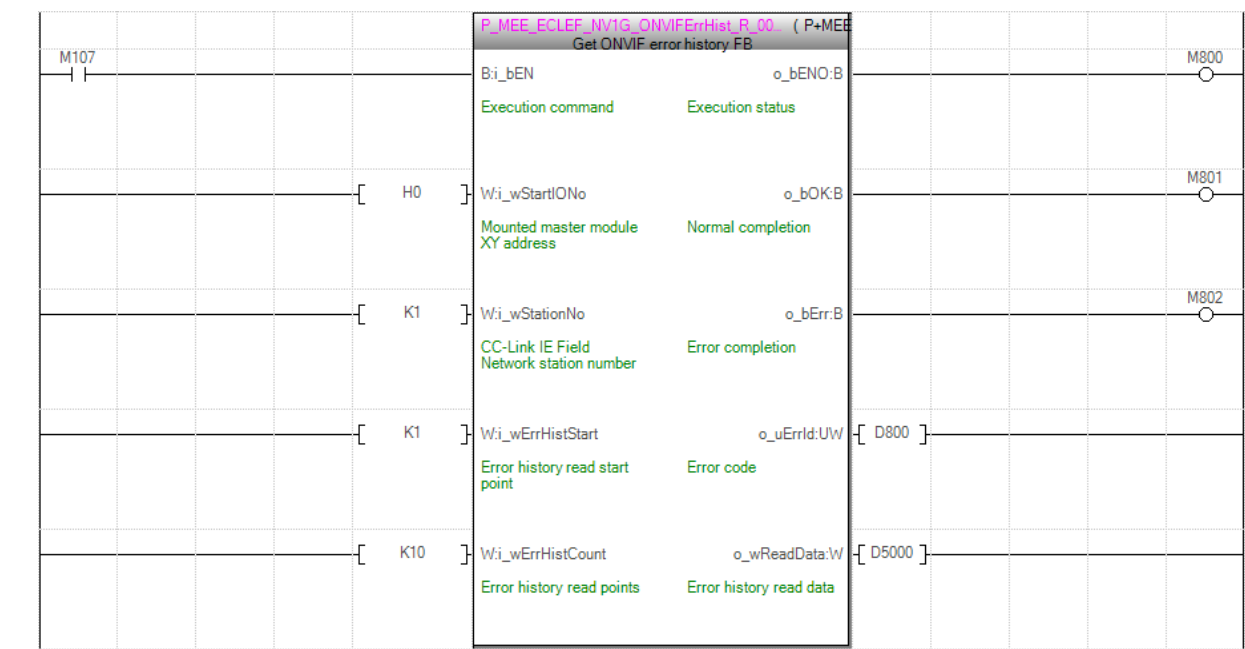 P_MEE_ECLEF_NV1G_ONVIFErrHist_R_00... ( P+MEE
Get ONVIF error history FB
M107
B:i_bEN o_bENO:B
M800
Execution command Execution status
H0
W:i_wStartIONo o_bOK:B
M801
Mounted master module Normal completion
XY address
K1
W:i_wStationNo o_bErr:B
M802
CC-Link IE Field Error completion
Network station number
K1
W:i_wErrHistStart o_uErrId:UW
D800
Error history read start Error code
point
K10
W:i_wErrHistCount o_wReadData:W
D5000
Error history read points Error history read data